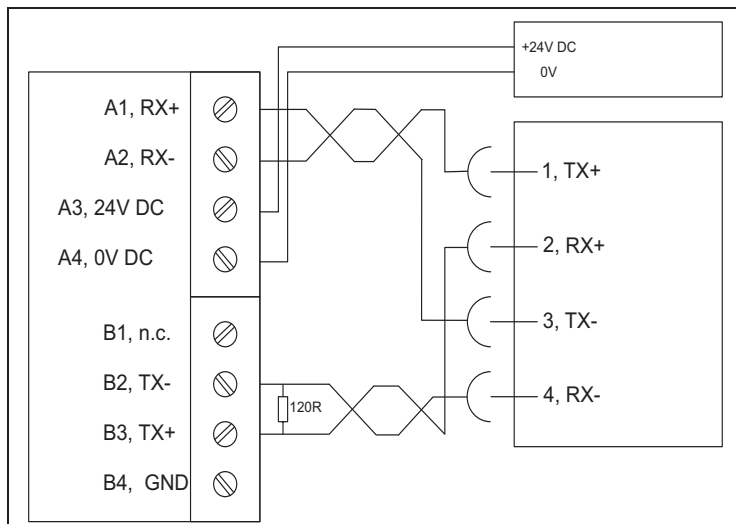 +24V DC
0V
A1, RX+
A2, RX-
A3, 24V DC
A4, 0V DC
B1, n.c.
B2, TX-
B3, TX+
B4, GND
120R
1, TX+
2, RX+
3, TX-
4, RX-